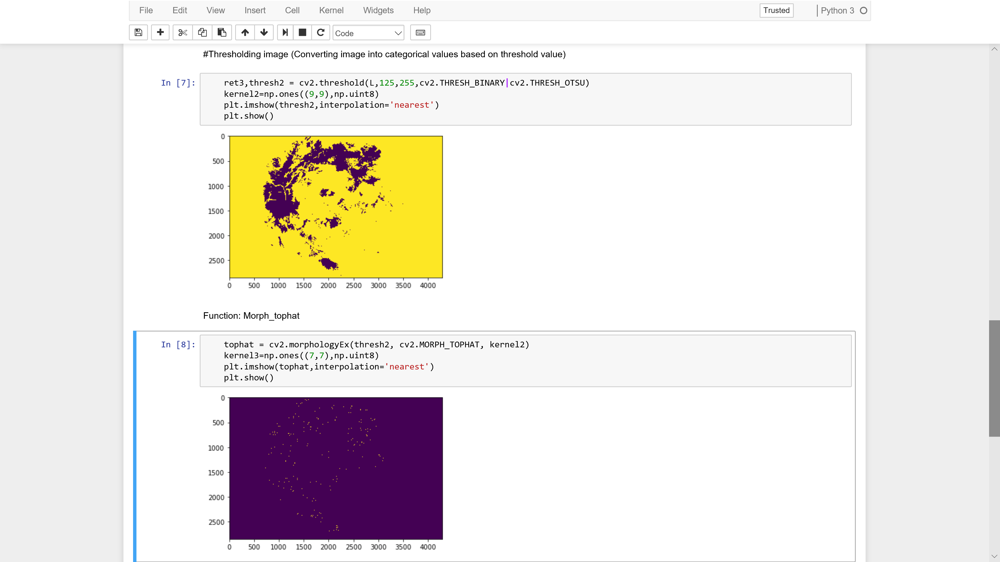 File Edit View Insert Cell Kernel Widgets Help Trusted Python 3
Code
#Thresholding image (Converting image into categorical values based on threshold value)
In [7]: ret3,thresh2 = cv2.threshold(L,125,255,cv2.THRESH_BINARY|cv2.THRESH_OTSU)
kernel2=np.ones((9,9),np.uint8)
plt.imshow(thresh2,interpolation='nearest')
plt.show()
0
500
1000
1500
2000
2500
0 500 1000 1500 2000 2500 3000 3500 4000
Function: Morph_tophat
In [8]: tophat = cv2.morphologyEx(thresh2, cv2.MORPH_TOPHAT, kernel2)
kernel3=np.ones((7,7),np.uint8)
plt.imshow(tophat,interpolation='nearest')
plt.show()
0
500
1000
1500
2000
2500
0 500 1000 1500 2000 2500 3000 3500 4000